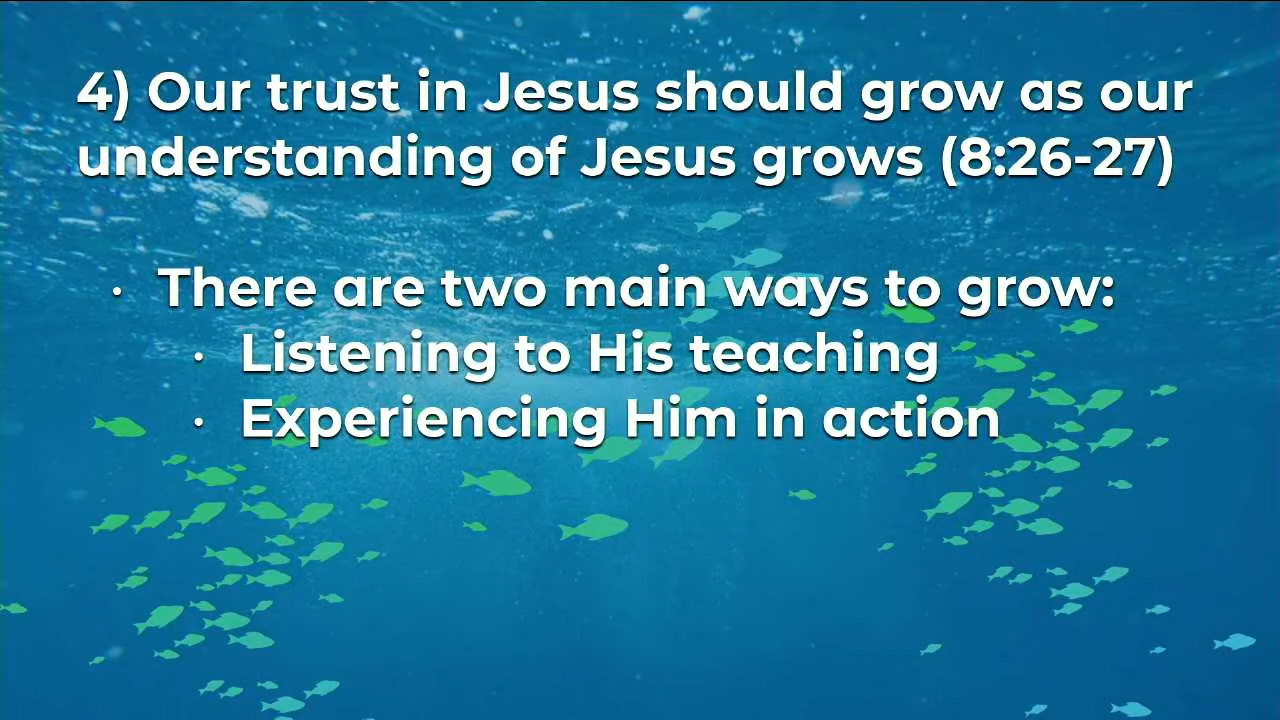 4) Our trust in Jesus should grow as our
understanding of Jesus grows (8:26-27)
· There are two main ways to grow:
· Listening to His teaching
· Experiencing Him in action